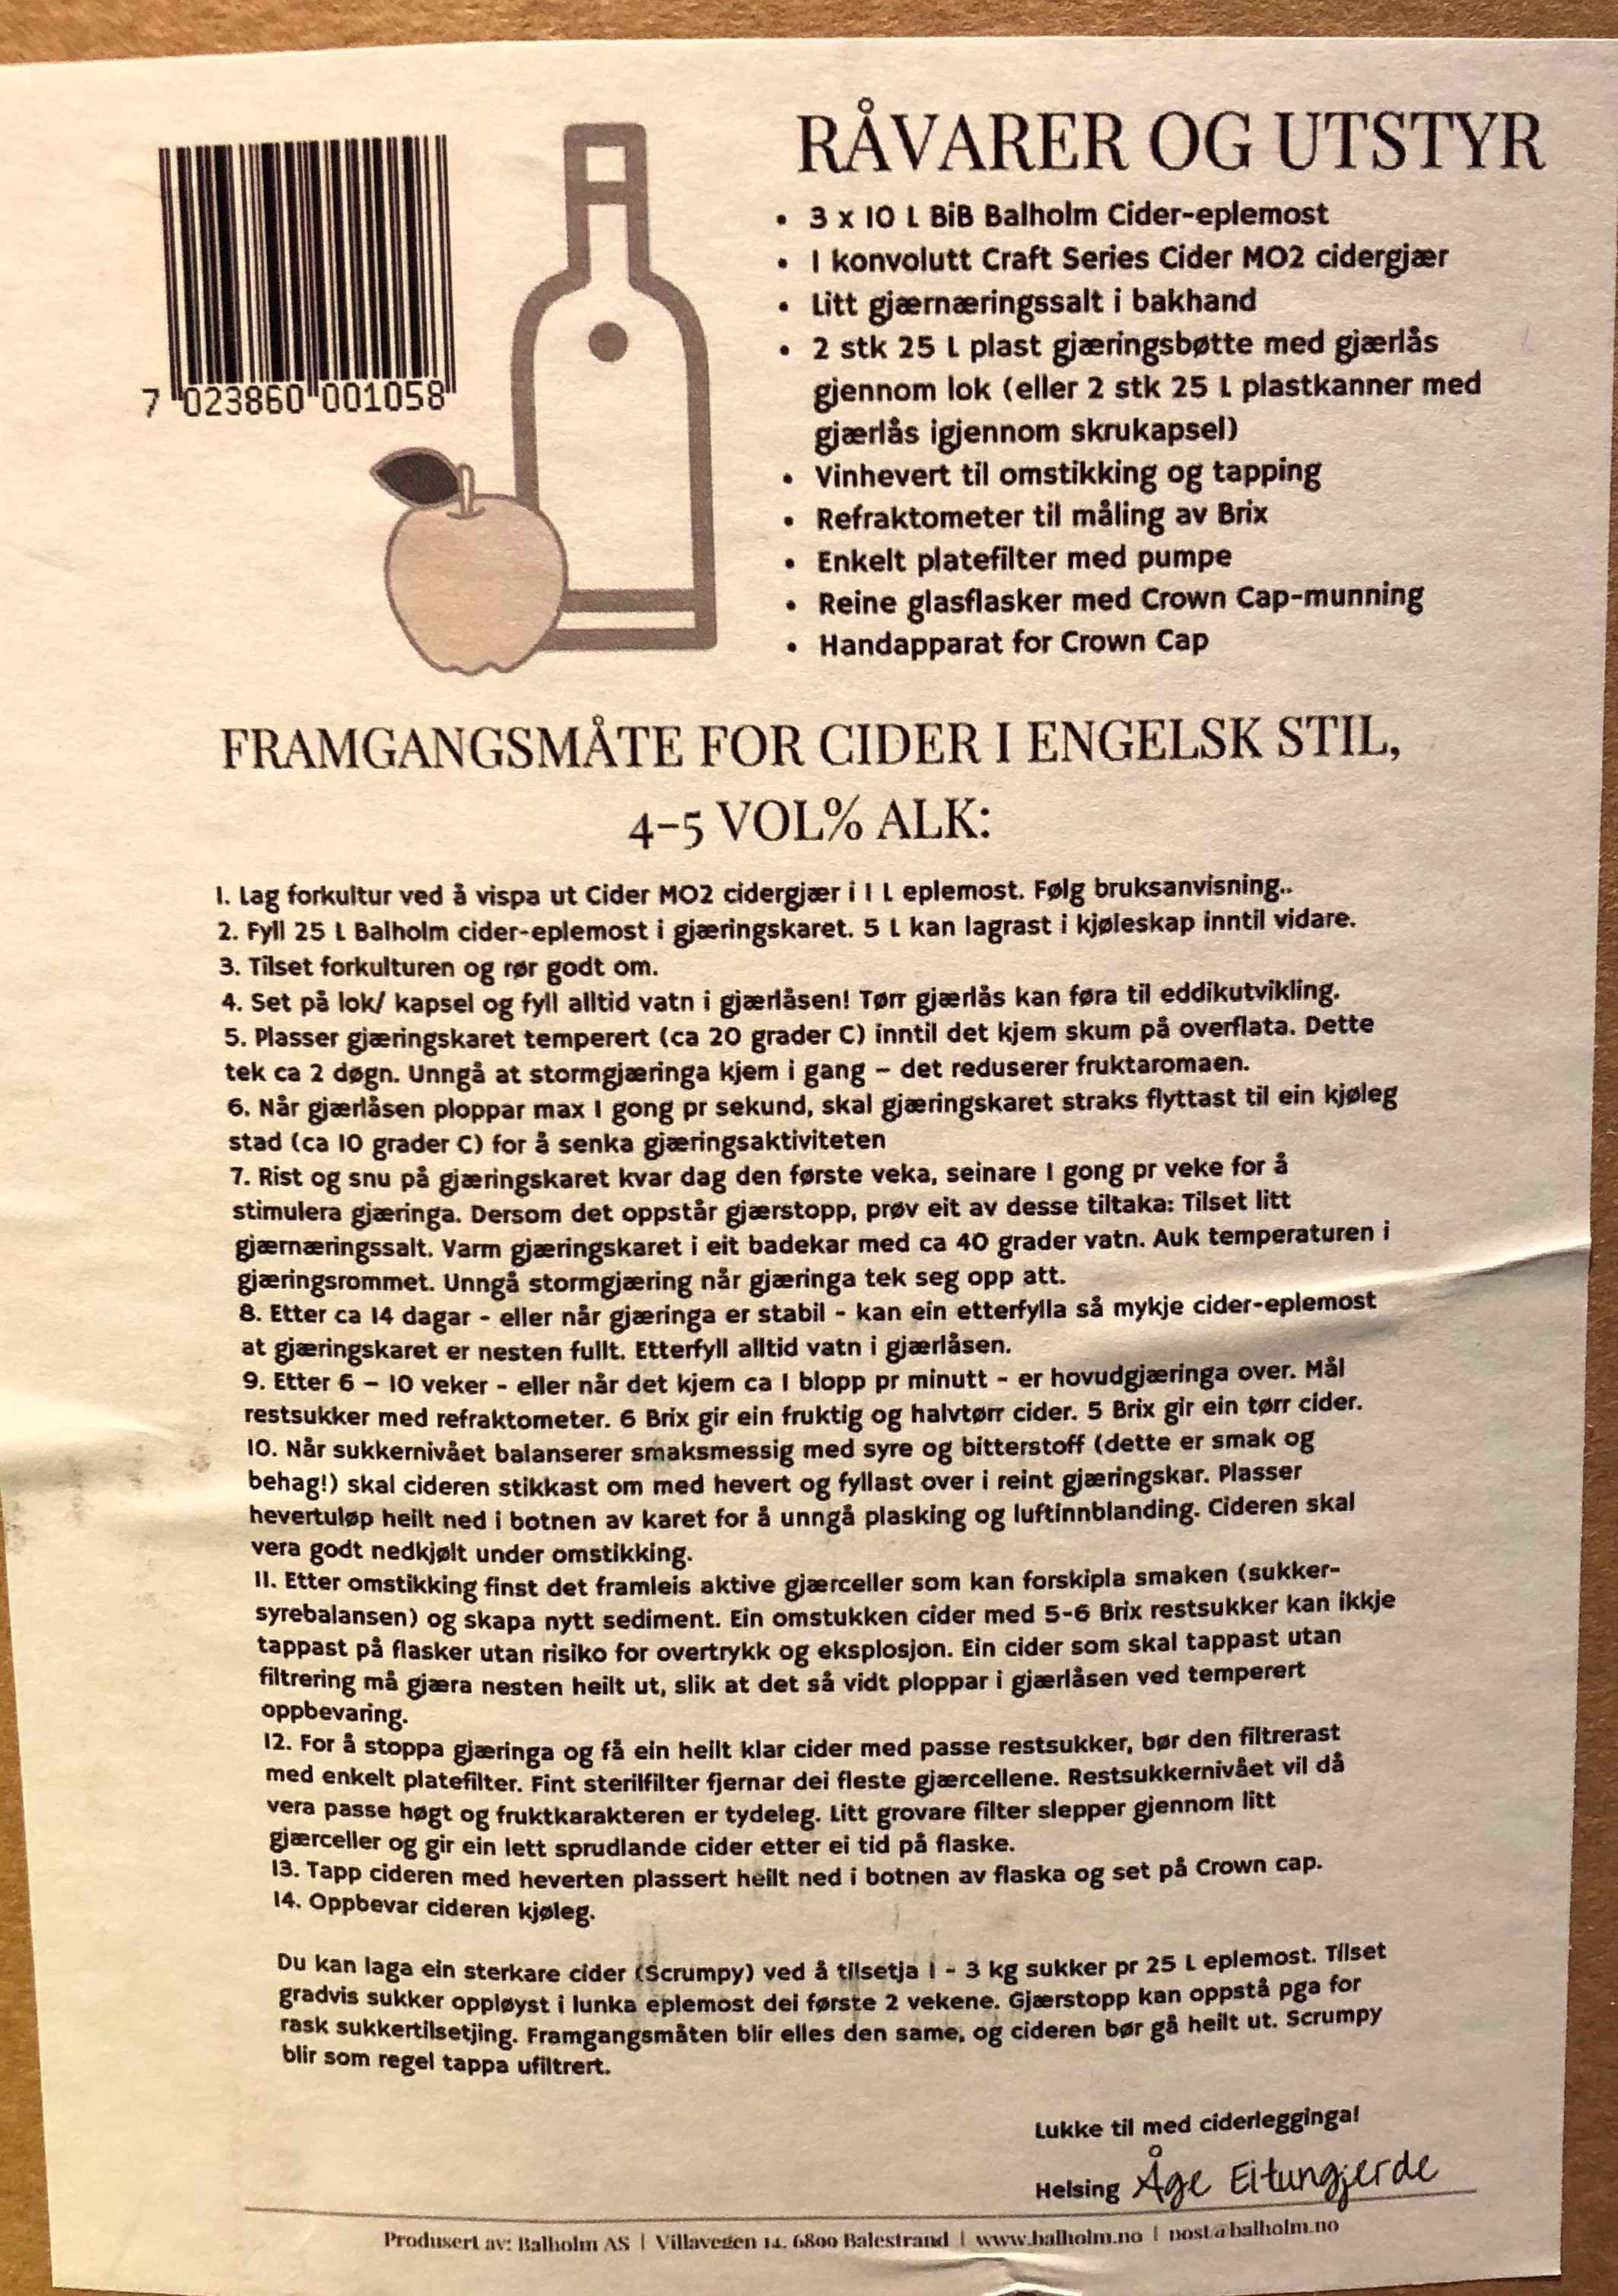 RÅVARER OG UTSTYR
• 3 x 10 L BiB Balholm Cider-eplemost
• 1 konvolutt Craft Series Cider MO2 cidergjær
• Litt gjærnæringssalt i bakhand
• 2 stk 25 L plast gjæringsbøtte med gjærlås
gjennom lok (eller 2 stk 25 L plastkanner med
gjærlås igjennom skrukapsel)
• Vinhevert til omstikking og tapping
• Refraktometer til måling av Brix
• Enkelt platefilter med pumpe
• Reine glasflasker med Crown Cap-munning
• Handapparat for Crown Cap
7 023860 001058
FRAMGANGSMÅTE FOR CIDER I ENGELSK STIL,
4-5 VOL% ALK:
1. Lag forkultur ved å vispa ut Cider MO2 cidergjær i 1 L eplemost. Følg bruksanvisning..
2. Fyll 25 L Balholm cider-eplemost i gjæringskaret. 5 L kan lagrast i kjøleskap inntil vidare.
3. Tilset forkulturen og rør godt om.
4. Set på lok/ kapsel og fyll alltid vatn i gjærlåsen! Tørr gjærlås kan føra til eddikutvikling.
5. Plasser gjæringskaret temperert (ca 20 grader C) inntil det kjem skum på overflata. Dette
tek ca 2 døgn. Unngå at stormgjæringa kjem i gang – det reduserer fruktaromaen.
6. Når gjærlåsen ploppar max 1 gong pr sekund, skal gjæringskaret straks flyttast til ein kjøleg
stad (ca 10 grader C) for å senka gjæringsaktiviteten
7. Rist og snu på gjæringskaret kvar dag den første veka, seinare 1 gong pr veke for å
stimulera gjæringa. Dersom det oppstår gjærstopp, prøv eit av desse tiltaka: Tilset litt
gjærnæringssalt. Varm gjæringskaret i eit badekar med ca 40 grader vatn. Auk temperaturen i
gjæringsrommet. Unngå stormgjæring når gjæringa tek seg opp att.
8. Etter ca 14 dagar - eller når gjæringa er stabil - kan ein etterfylla så mykje cider-eplemost
at gjæringskaret er nesten fullt. Etterfyll alltid vatn i gjærlåsen.
9. Etter 6 – 10 veker - eller når det kjem ca 1 blopp pr minutt - er hovudgjæringa over. Mål
restsukker med refraktometer. 6 Brix gir ein fruktig og halvtørr cider. 5 Brix gir ein tørr cider.
10. Når sukkernivået balanserer smaksmessig med syre og bitterstoff (dette er smak og
behag!) skal cideren stikkast om med hevert og fyllast over i reint gjæringskar. Plasser
hevertuløp heilt ned i botnen av karet for å unngå plasking og luftinnblanding. Cideren skal
vera godt nedkjølt under omstikking.
11. Etter omstikking finst det framleis aktive gjærceller som kan forskipla smaken (sukker-
syrebalansen) og skapa nytt sediment. Ein omstukken cider med 5-6 Brix restsukker kan ikkje
tappast på flasker utan risiko for overtrykk og eksplosjon. Ein cider som skal tappast utan
filtrering må gjæra nesten heilt ut, slik at det så vidt ploppar i gjærlåsen ved temperert
oppbevaring.
12. For å stoppa gjæringa og få ein heilt klar cider med passe restsukker, bør den filtrerast
med enkelt platefilter. Fint sterilfilter fjernar dei fleste gjærcellene. Restsukkernivået vil då
vera passe høgt og fruktkarakteren er tydeleg. Litt grovare filter slepper gjennom litt
gjærceller og gir ein lett sprudlande cider etter ei tid på flaske.
13. Tapp cideren med heverten plassert heilt ned i botnen av flaska og set på Crown cap.
14. Oppbevar cideren kjøleg.
Du kan laga ein sterkare cider (Scrumpy) ved å tilsetja 1 - 3 kg sukker pr 25 L eplemost. Tilset
gradvis sukker oppløyst i lunka eplemost dei første 2 vekene. Gjærstopp kan oppstå pga for
rask sukkertilsetjing. Framgangsmåten blir elles den same, og cideren bør gå heilt ut. Scrumpy
blir som regel tappa ufiltrert.
Lukke til med ciderlegginga!
Helsing Åge Eitungjerde
Produsert av: Balholm AS | Villavegen 14, 6899 Balestrand | www.balholm.no | post@balholm.no